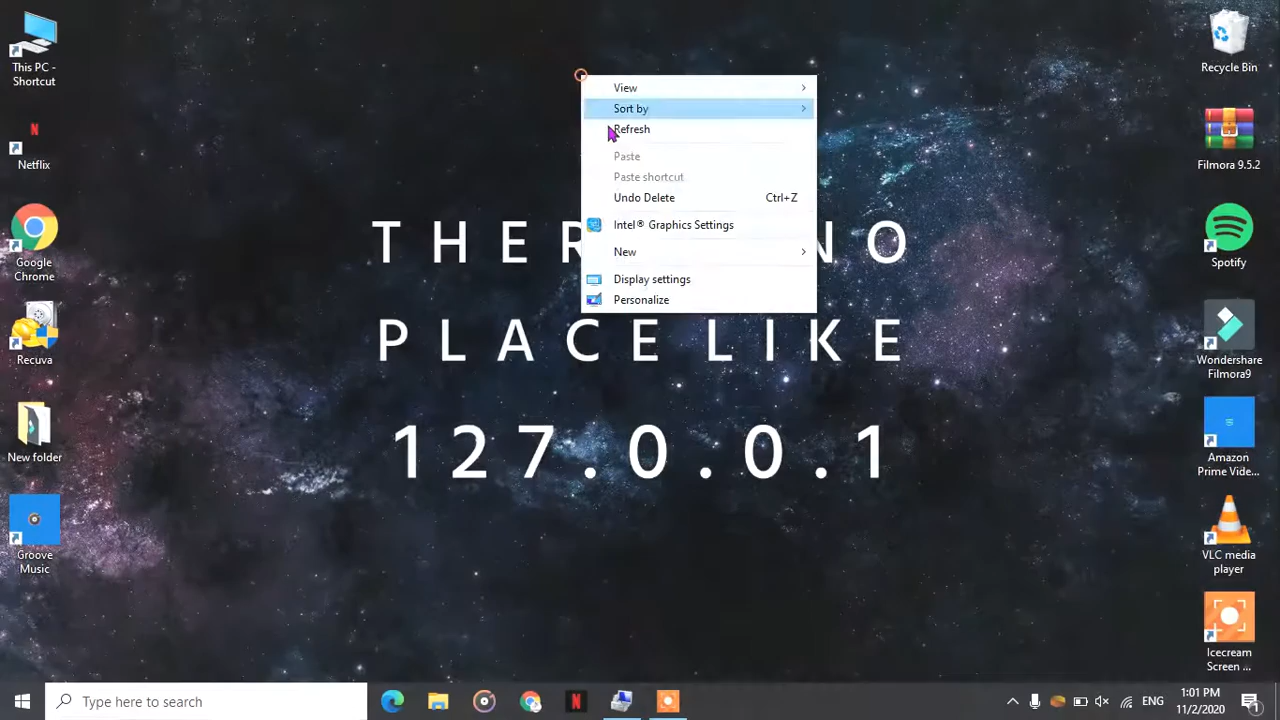 This PC -
Shortcut
Netflix
Google
Chrome
Recuva
New folder
Groove
Music
View
Sort by
Refresh
Paste
Paste shortcut
Undo Delete Ctrl+Z
Intel® Graphics Settings
New
Display settings
Personalize
THER NO
PLACE LIKE
127.0.0.1
Recycle Bin
Filmora 9.5.2
Spotify
Wondershare
Filmora9
Amazon
Prime Vide...
VLC media
player
Icecream
Screen ...
Type here to search
ENG
1:01 PM
11/2/2020
1